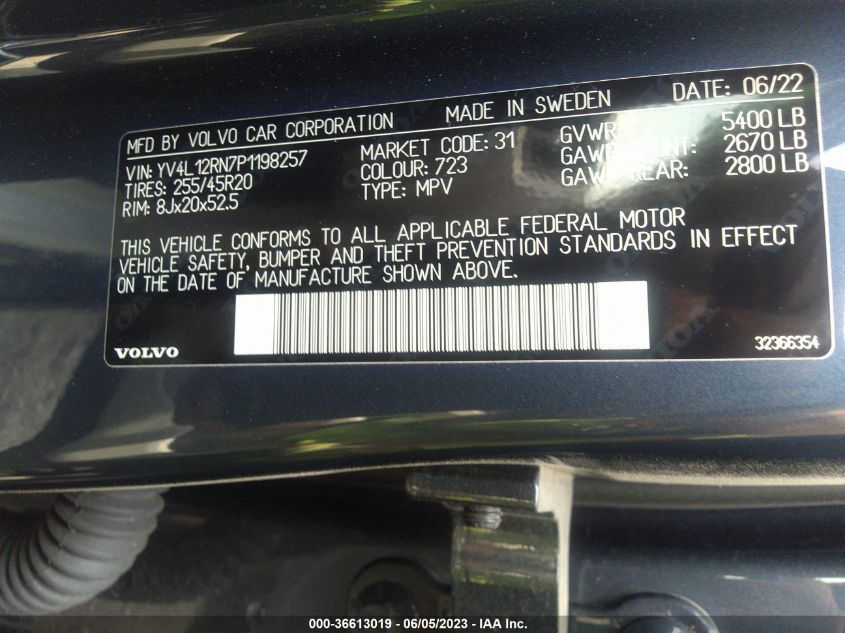 MFD BY VOLVO CAR CORPORATION MADE IN SWEDEN DATE: 06/22
VIN: YV4L12RN7P1198257 MARKET CODE: 31 GVWR 5400 LB
TIRES: 255/45R20 COLOUR: 723 GAWR FRONT: 2670 LB
RIM: 8Jx20x52.5 TYPE: MPV GAWR REAR: 2800 LB
THIS VEHICLE CONFORMS TO ALL APPLICABLE FEDERAL MOTOR
VEHICLE SAFETY, BUMPER AND THEFT PREVENTION STANDARDS IN EFFECT
ON THE DATE OF MANUFACTURE SHOWN ABOVE.
VOLVO 32366354
000-36613019 - 06/05/2023 - IAA Inc.